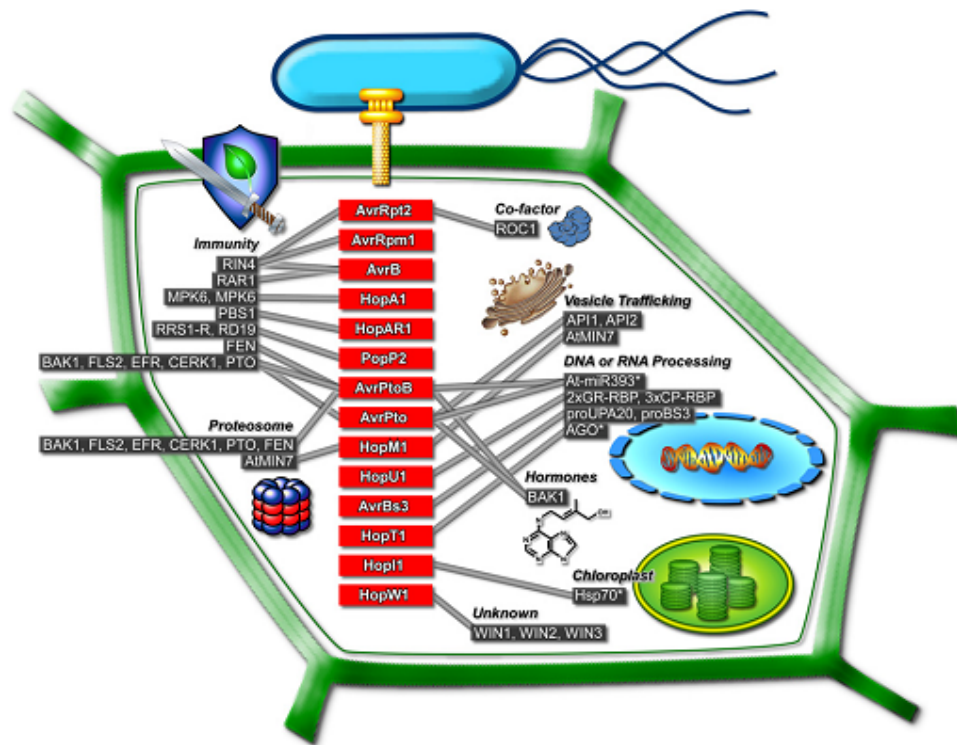 AvrRpt2
AvrRpm1
AvrB
HopA1
HopAR1
PopP2
AvrPtoB
AvrPto
HopM1
HopU1
AvrBs3
HopT1
HopI1
HopW1
Immunity
RIN4
RAR1
MPK6, MPK6
PBS1
RRS1-R, RD19
FEN
BAK1, FLS2, EFR, CERK1, PTO
Proteosome
BAK1, FLS2, EFR, CERK1, PTO, FEN
AtMIN7
Co-factor
ROC1
Vesicle Trafficking
API1, API2
AtMIN7
DNA or RNA Processing
At-miR393*
2xGR-RBP, 3xCP-RBP
proUPA20, proBS3
AGO*
Hormones
BAK1
Chloroplast
Hsp70*
Unknown
WIN1, WIN2, WIN3